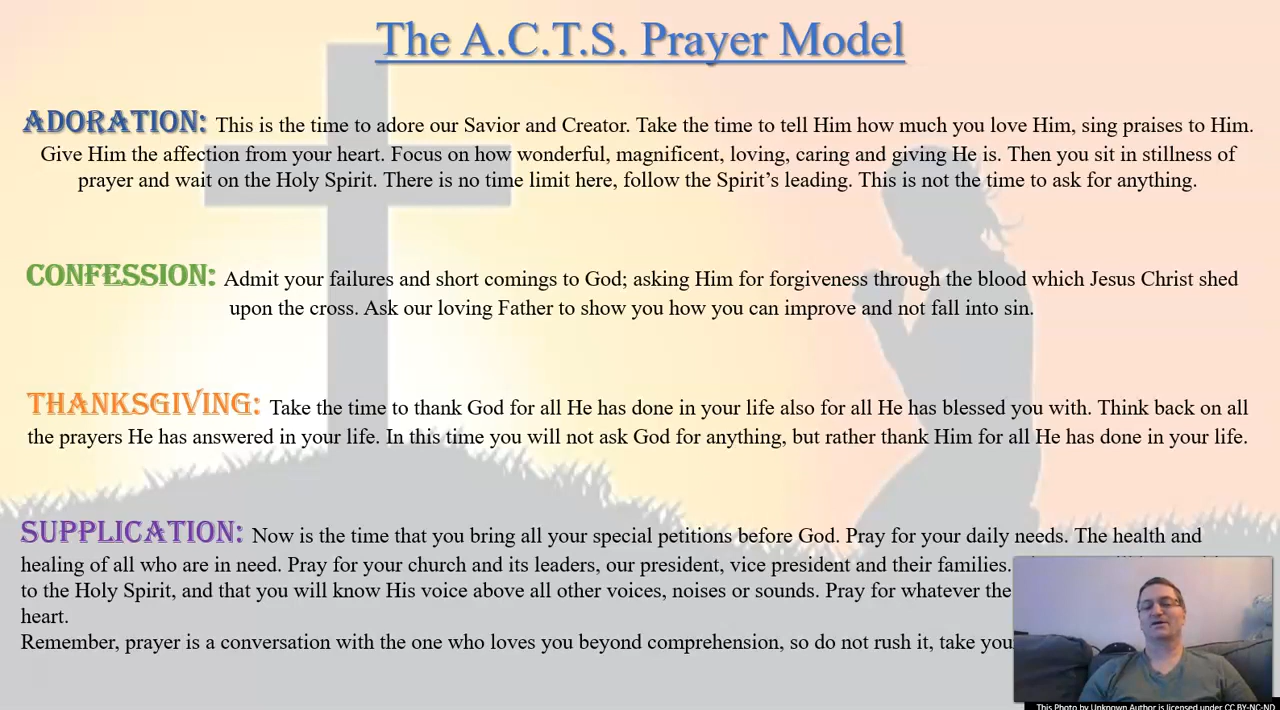 The A.C.T.S. Prayer Model
ADORATION: This is the time to adore our Savior and Creator. Take the time to tell Him how much you love Him, sing praises to Him.
Give Him the affection from your heart. Focus on how wonderful, magnificent, loving, caring and giving He is. Then you sit in stillness of
prayer and wait on the Holy Spirit. There is no time limit here, follow the Spirit’s leading. This is not the time to ask for anything.
CONFESSION: Admit your failures and short comings to God; asking Him for forgiveness through the blood which Jesus Christ shed
upon the cross. Ask our loving Father to show you how you can improve and not fall into sin.
THANKSGIVING: Take the time to thank God for all He has done in your life also for all He has blessed you with. Think back on all
the prayers He has answered in your life. In this time you will not ask God for anything, but rather thank Him for all He has done in your life.
SUPPLICATION: Now is the time that you bring all your special petitions before God. Pray for your daily needs. The health and
healing of all who are in need. Pray for your church and its leaders, our president, vice president and their families.
to the Holy Spirit, and that you will know His voice above all other voices, noises or sounds. Pray for whatever the
heart.
Remember, prayer is a conversation with the one who loves you beyond comprehension, so do not rush it, take
This Photo by Unknown Author is licensed under CC BY-NC-ND